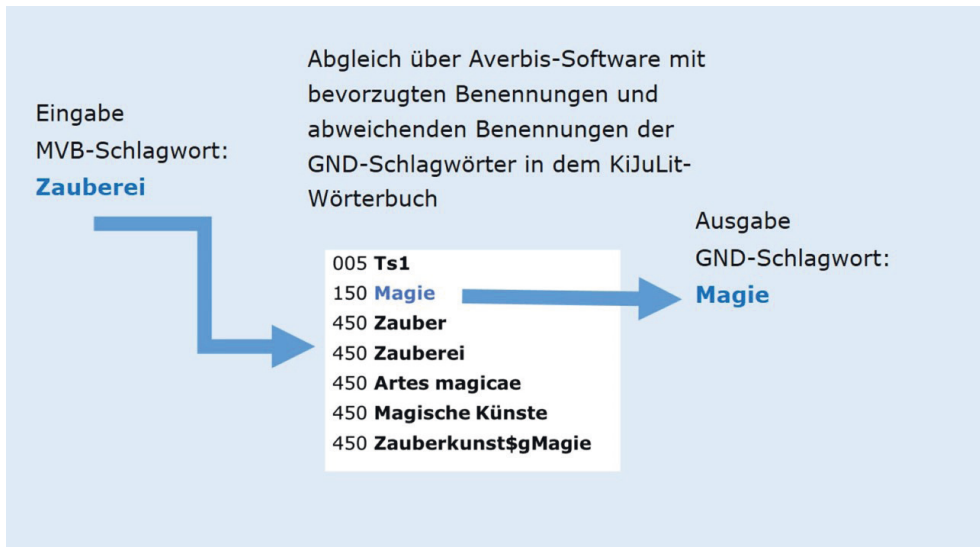 Eingabe
MVB-Schlagwort:
Zauberei
Abgleich über Averbis-Software mit
bevorzugten Benennungen und
abweichenden Benennungen der
GND-Schlagwörter in dem KiJuLit-
Wörterbuch
005 Ts1
150 Magie
450 Zauber
450 Zauberei
450 Artes magicae
450 Magische Künste
450 Zauberkunst$gMagie
Ausgabe
GND-Schlagwort:
Magie